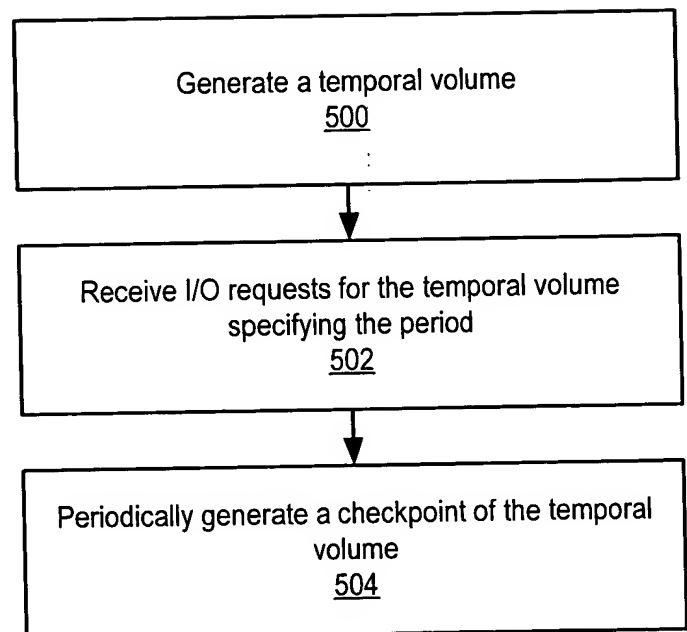 Generate a temporal volume
500
Receive I/O requests for the temporal volume
specifying the period
502
Periodically generate a checkpoint of the temporal
volume
504